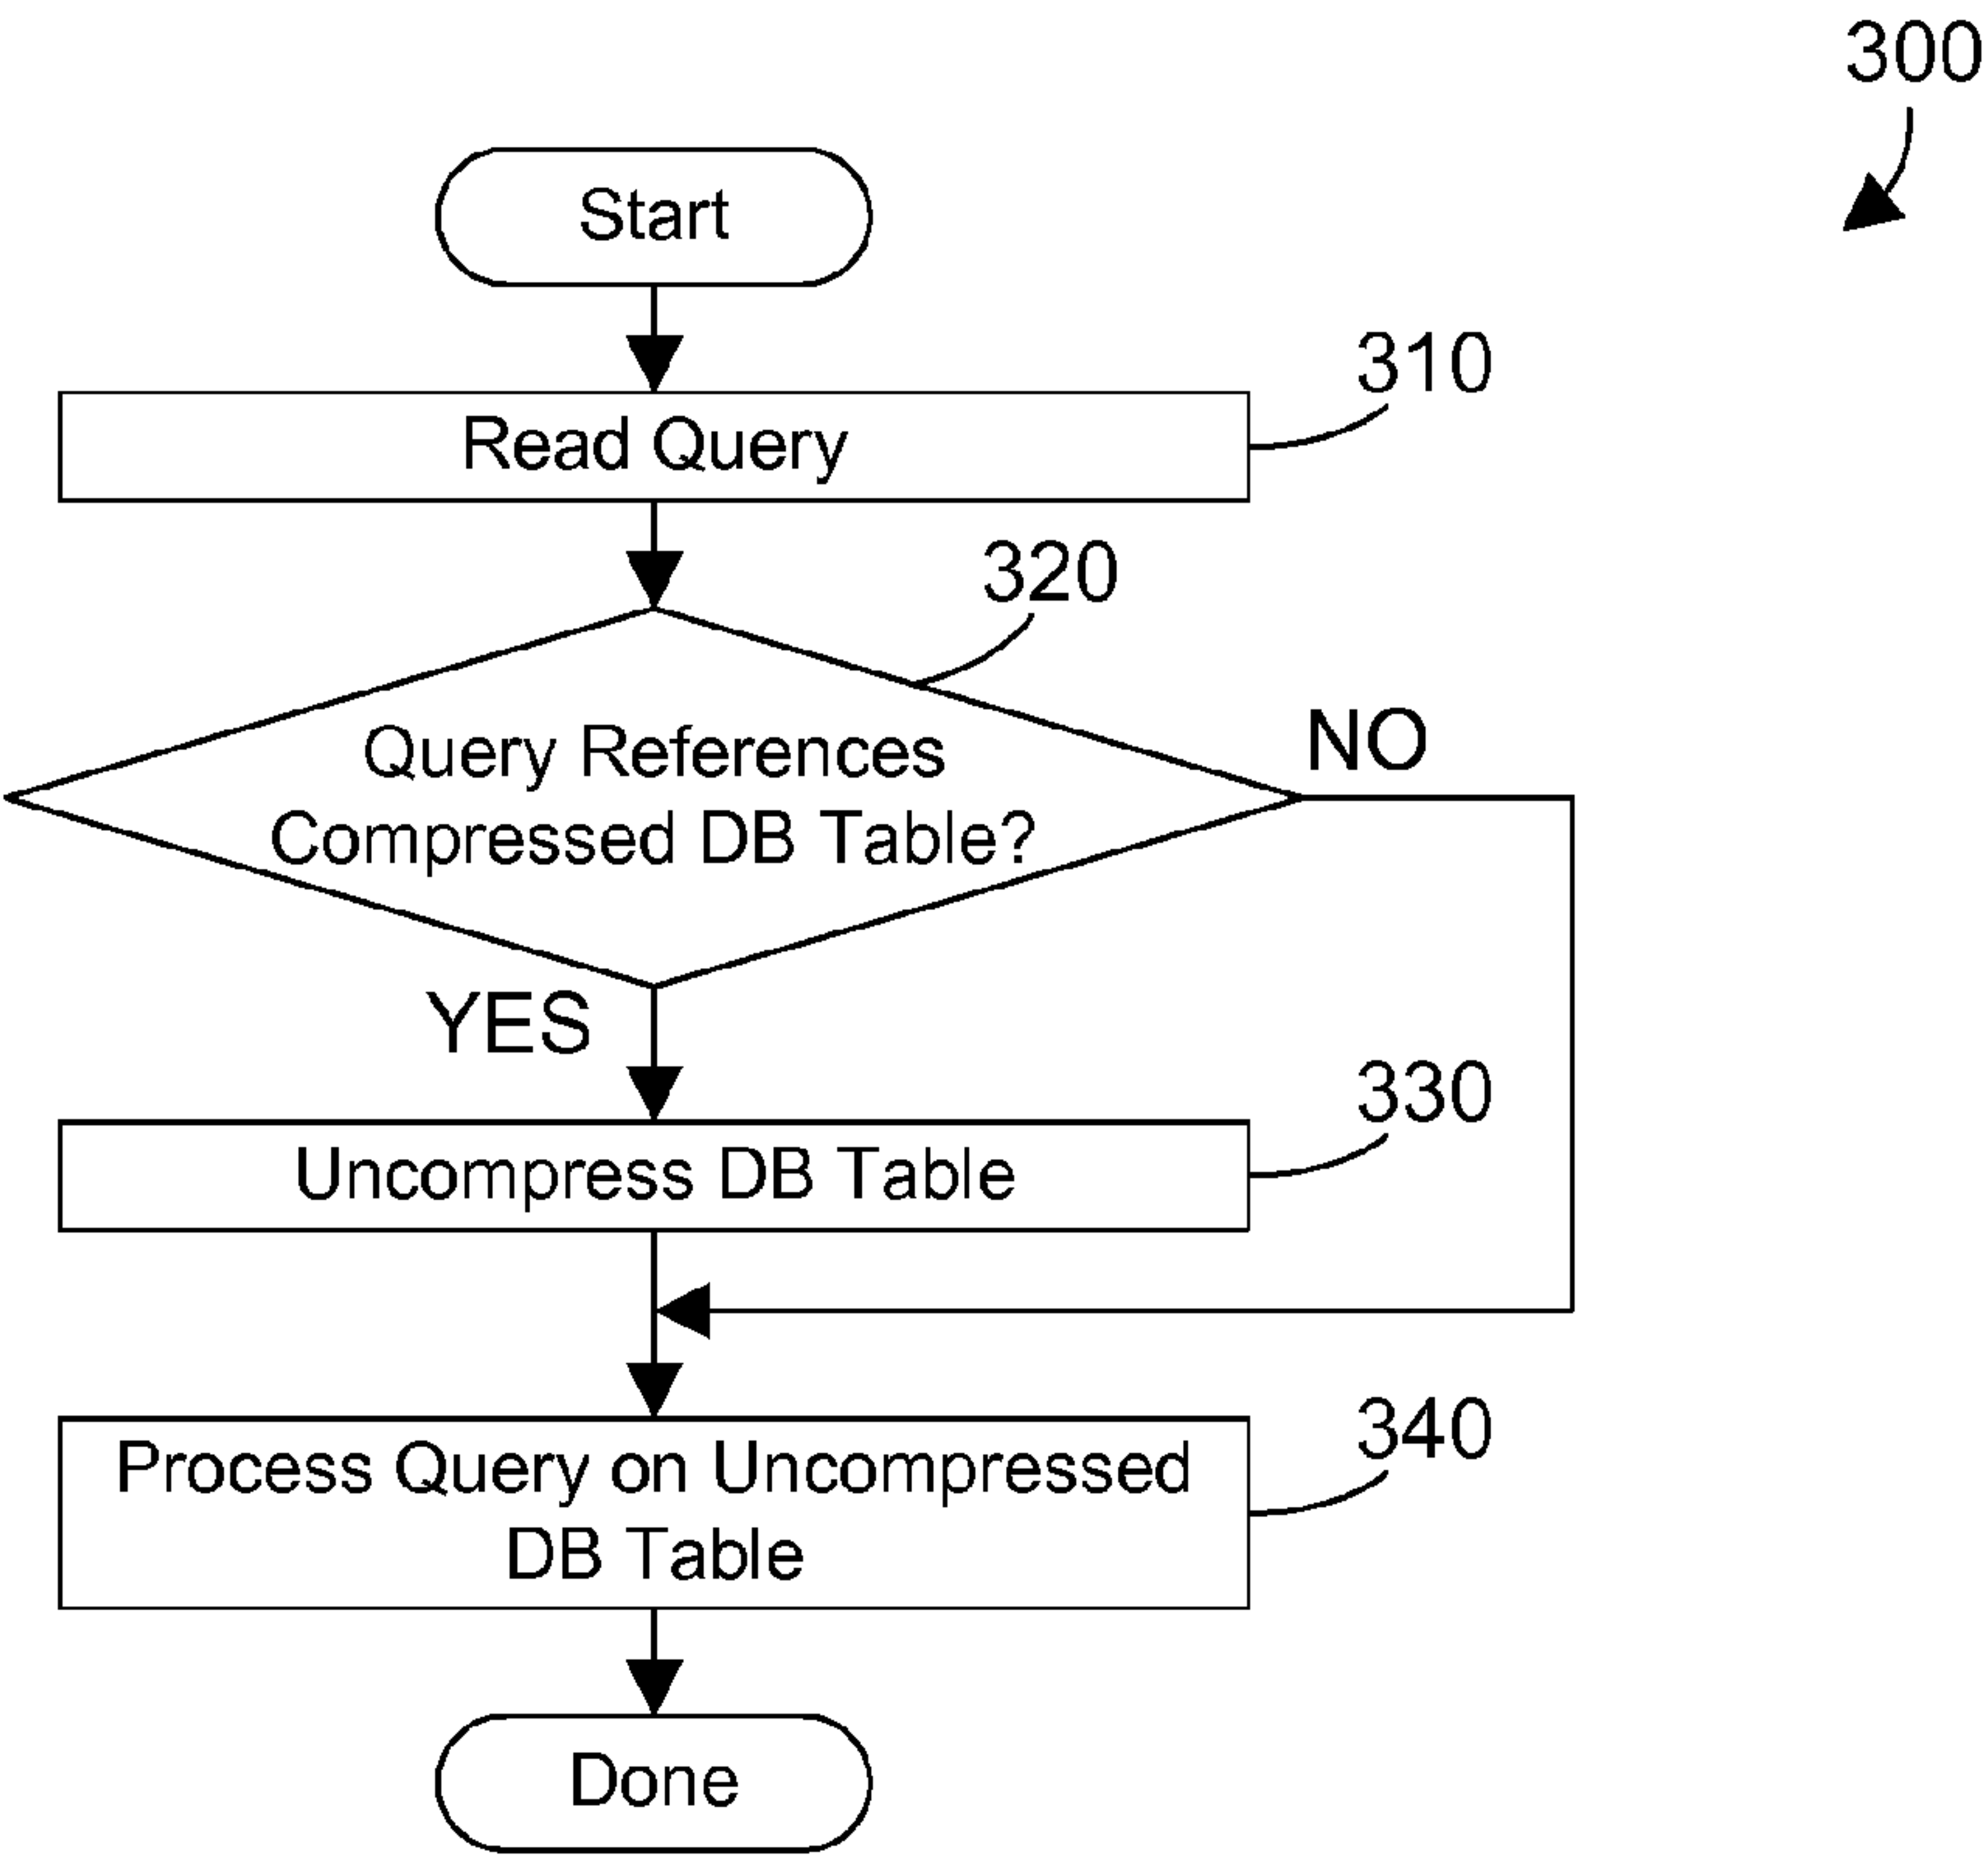 300
Start
310
Read Query
320
Query References
Compressed DB Table?
NO
YES
330
Uncompress DB Table
340
Process Query on Uncompressed
DB Table
Done